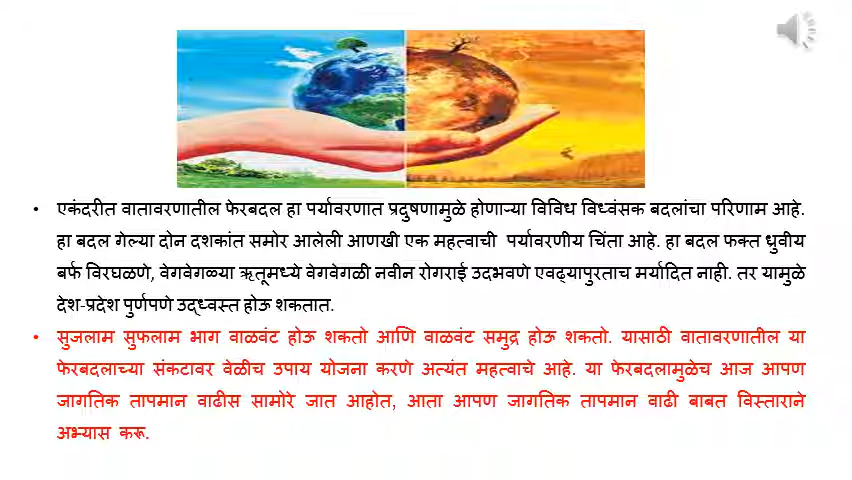 • एकंदरीत वातावरणातील फेरबदल हा पर्यावरणात प्रदुषणामुळे होणाऱ्या विविध विध्वंसक बदलांचा परिणाम आहे.
हा बदल गेल्या दोन दशकांत समोर आलेली आणखी एक महत्वाची पर्यावरणीय चिंता आहे. हा बदल फक्त ध्रुवीय
बर्फ विरघळणे, वेगवेगळ्या ऋतूमध्ये वेगवेगळी नवीन रोगराई उदभवणे एवढ्यापुरताच मर्यादित नाही. तर यामुळे
देश-प्रदेश पुर्णपणे उद्ध्वस्त होऊ शकतात.
• सुजलाम सुफलाम भाग वाळवंट होऊ शकतो आणि वाळवंट समुद्र होऊ शकतो. यासाठी वातावरणातील या
फेरबदलाच्या संकटावर वेळीच उपाय योजना करणे अत्यंत महत्वाचे आहे. या फेरबदलामुळेच आज आपण
जागतिक तापमान वाढीस सामोरे जात आहोत, आता आपण जागतिक तापमान वाढी बाबत विस्ताराने
अभ्यास करू.